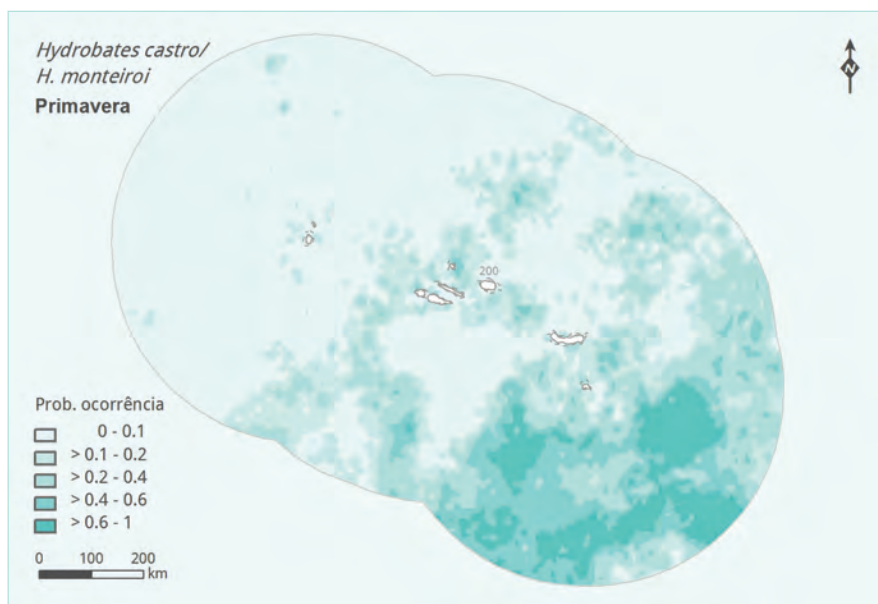 Hydrobates castro/
H. monteiroi
Primavera
N
200
Prob. ocorrência
0 - 0.1
> 0.1 - 0.2
> 0.2 - 0.4
> 0.4 - 0.6
> 0.6 - 1
0 100 200
km